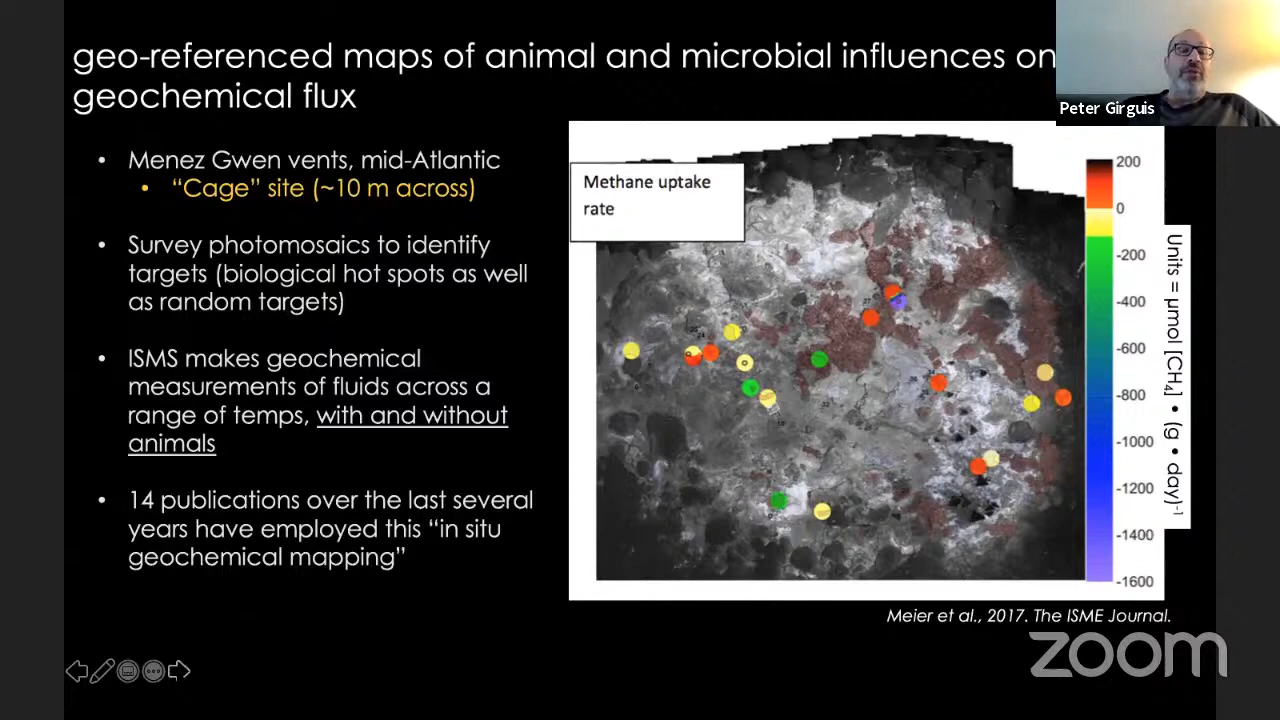 geo-referenced maps of animal and microbial influences on
geochemical flux
Peter Girguis
• Menez Gwen vents, mid-Atlantic
• "Cage" site (~10 m across)
• Survey photomosaics to identify
targets (biological hot spots as well
as random targets)
• ISMS makes geochemical
measurements of fluids across a
range of temps, with and without
animals
• 14 publications over the last several
years have employed this "in situ
geochemical mapping"
Methane uptake
rate
200
0
-200
-400
-600
-800
-1000
-1200
-1400
-1600
Units = µmol [CH₄] • (g • day)⁻¹
Meier et al., 2017. The ISME Journal.
zoom